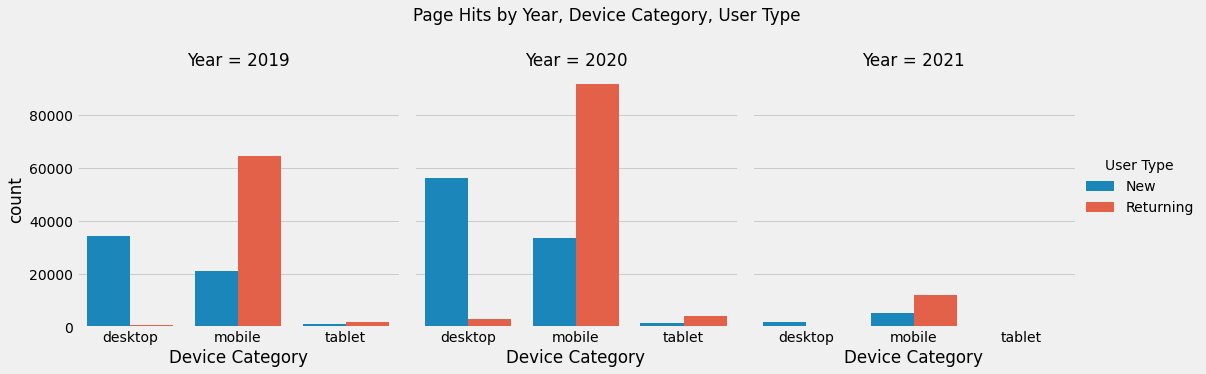 Page Hits by Year, Device Category, User Type
Year = 2019
Year = 2020
Year = 2021
count
80000
60000
40000
20000
0
desktop mobile tablet
Device Category
desktop mobile tablet
Device Category
desktop mobile tablet
Device Category
User Type
New
Returning